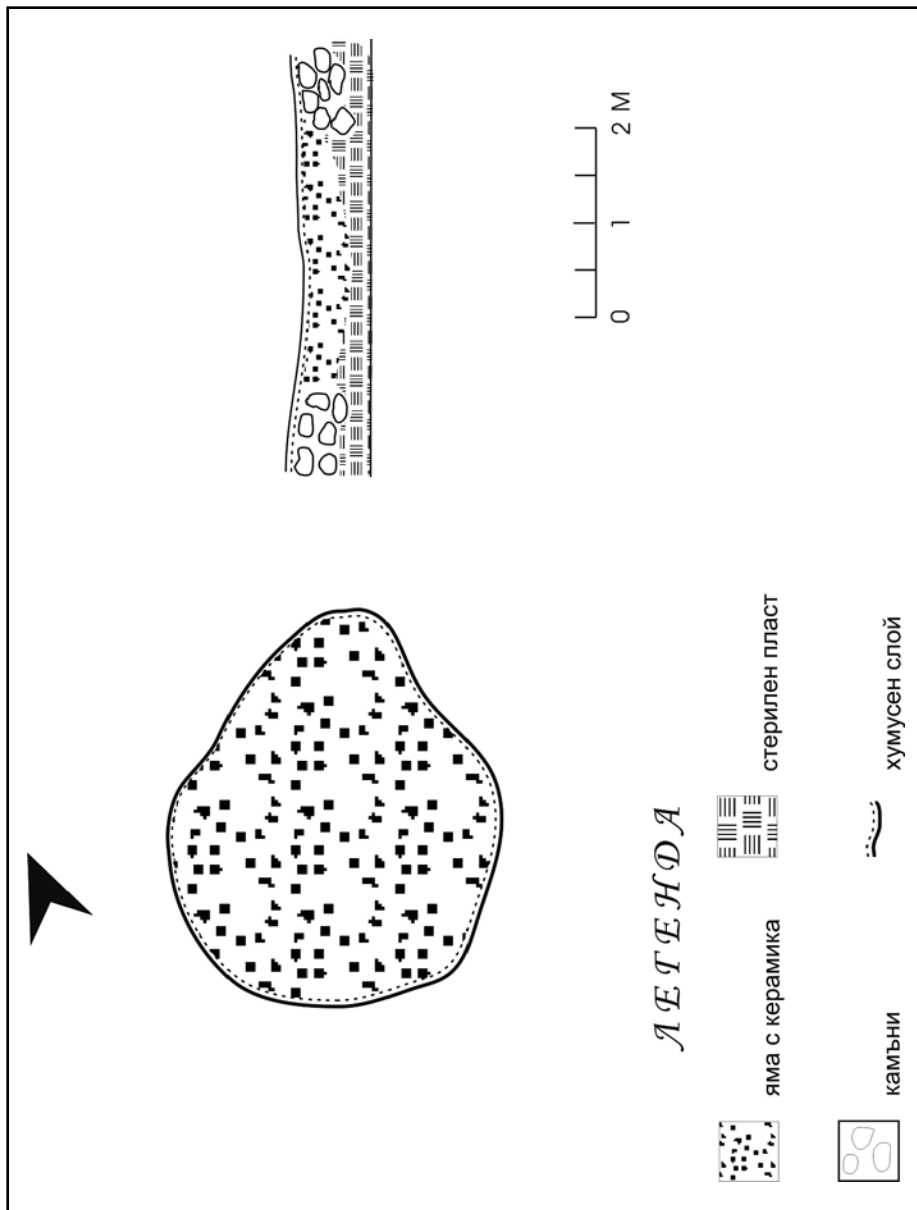 0 1 2 М
ЛЕГЕНДА
яма с керамика
стерилен пласт
камъни
хумусен слой